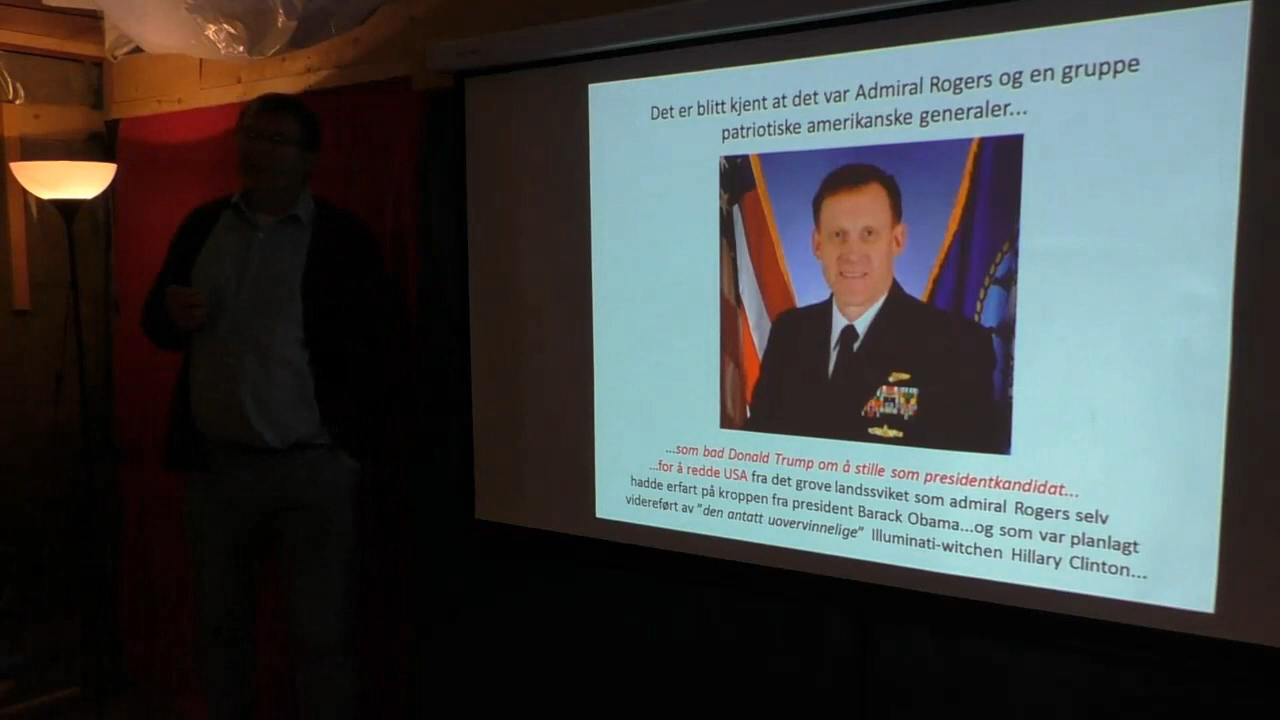 Det er blitt kjent at det var Admiral Rogers og en gruppe
patriotiske amerikanske generaler...
...som bad Donald Trump om å stille som presidentkandidat...
...for å redde USA fra det grove landssviket som admiral Rogers selv
hadde erfart på kroppen fra president Barack Obama...og som var planlagt
videreført av "den antatt uovervinnelige" Illuminati-witchen Hillary Clinton...